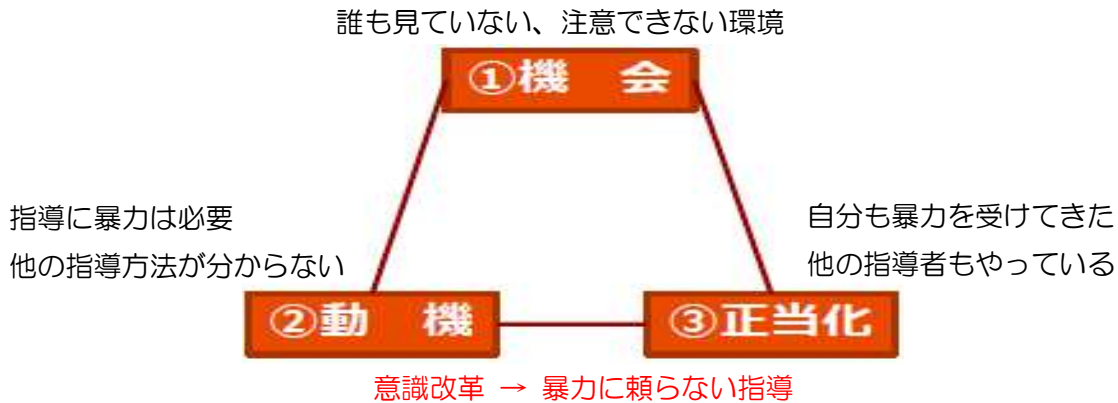 誰も見ていない、注意できない環境
①機　会
指導に暴力は必要
他の指導方法が分からない
自分も暴力を受けてきた
他の指導者もやっている
②動　機
③正当化
意識改革 → 暴力に頼らない指導